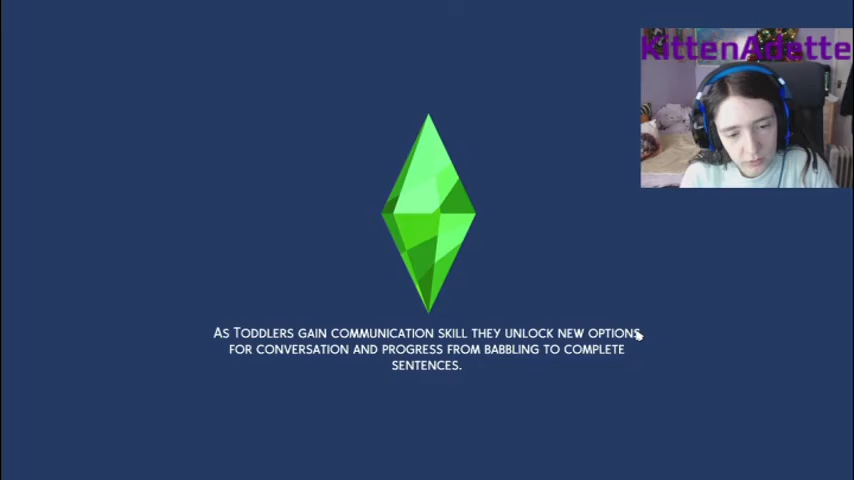 KittenAdette
As Toddlers gain communication skill they unlock new options
for conversation and progress from babbling to complete
sentences.